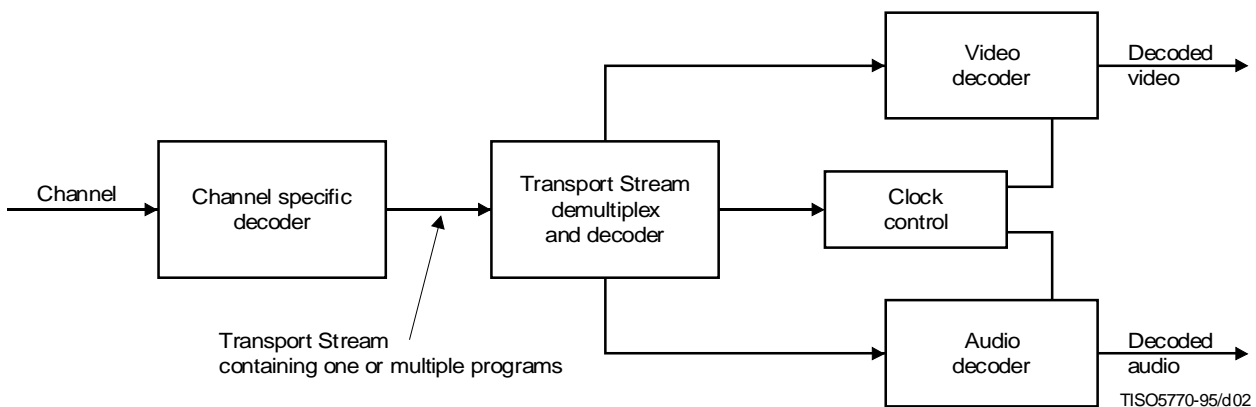 Channel
Channel specific
decoder
Transport Stream
containing one or multiple programs
Transport Stream
demultiplex
and decoder
Video
decoder
Decoded
video
Clock
control
Audio
decoder
Decoded
audio
TISO5770-95/d02